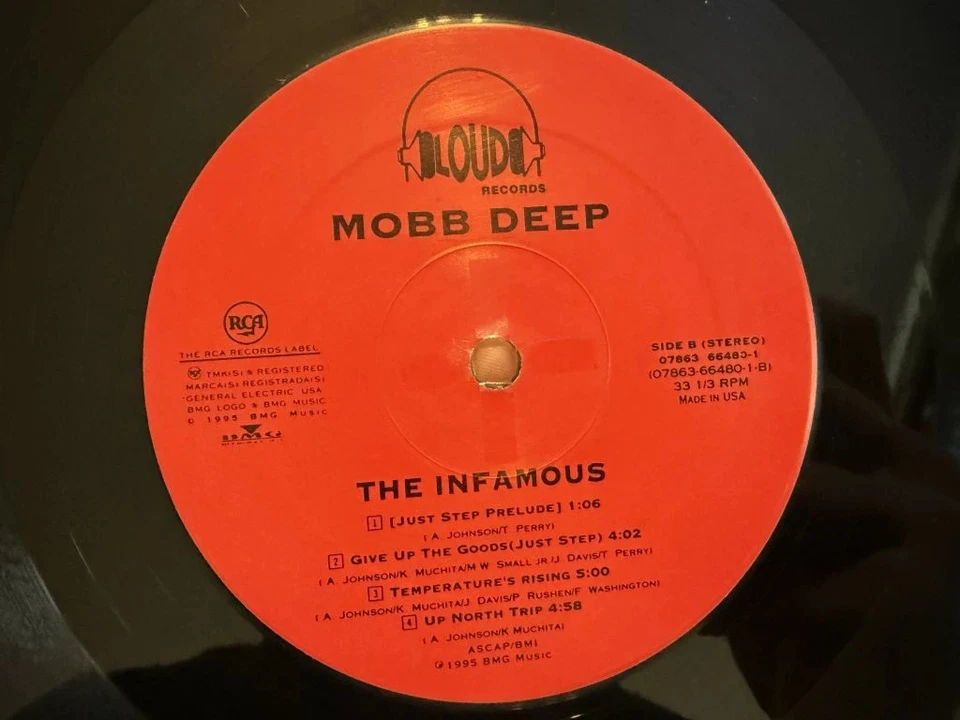 LOUD
RECORDS
MOBB DEEP
RCA
THE RCA RECORDS LABEL
TMK(S) ® REGISTERED
MARCA(S) REGISTRADA(S)
GENERAL ELECTRIC USA
BMG LOGO ® BMG MUSIC
© 1995 BMG MUSIC
BMG
SIDE B (STEREO)
07863 66480-1
(07863-66480-1-B)
33 1/3 RPM
MADE IN USA
THE INFAMOUS
1 [JUST STEP PRELUDE] 1:06
(A. JOHNSON/T. PERRY)
2 GIVE UP THE GOODS(JUST STEP) 4:02
(A. JOHNSON/K. MUCHITA/M.W. SMALL JR./J. DAVIS/T. PERRY)
3 TEMPERATURE'S RISING 5:00
(A. JOHNSON/K. MUCHITA/J. DAVIS/P. RUSHEN/F. WASHINGTON)
4 UP NORTH TRIP 4:58
(A. JOHNSON/K MUCHITA)
ASCAP/BMI
℗1995 BMG MUSIC